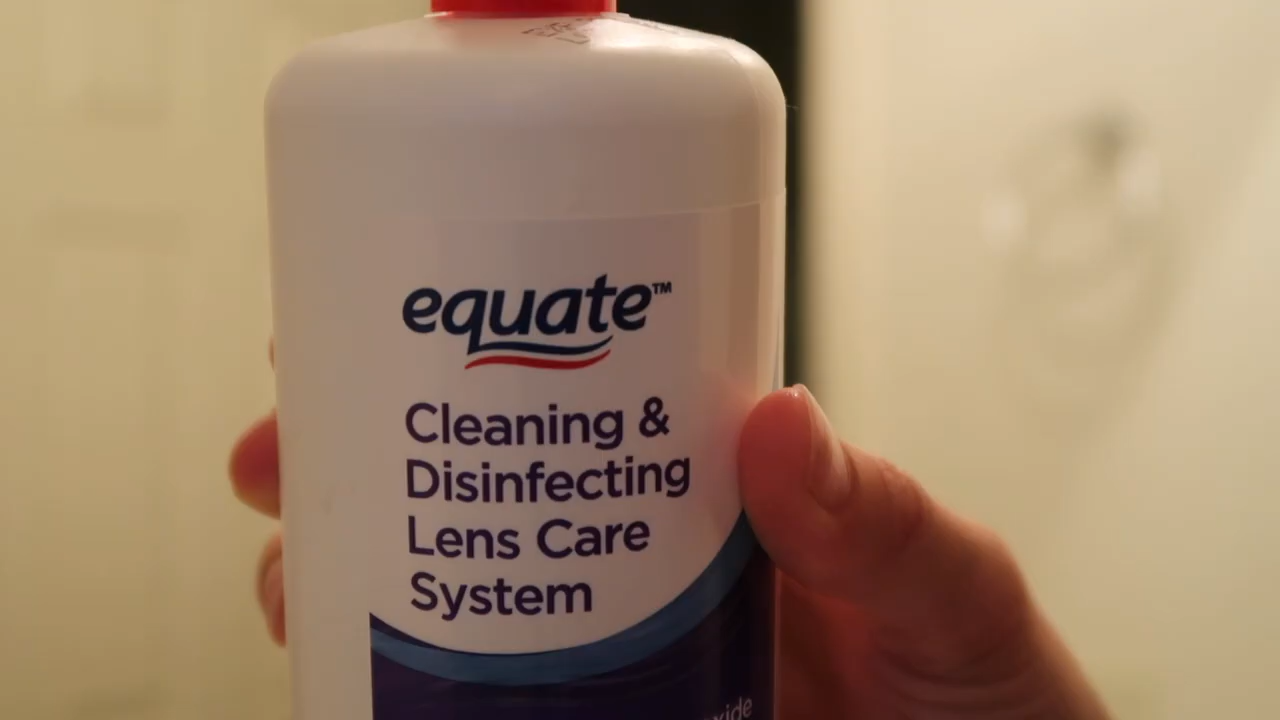 equate™
Cleaning &
Disinfecting
Lens Care
System